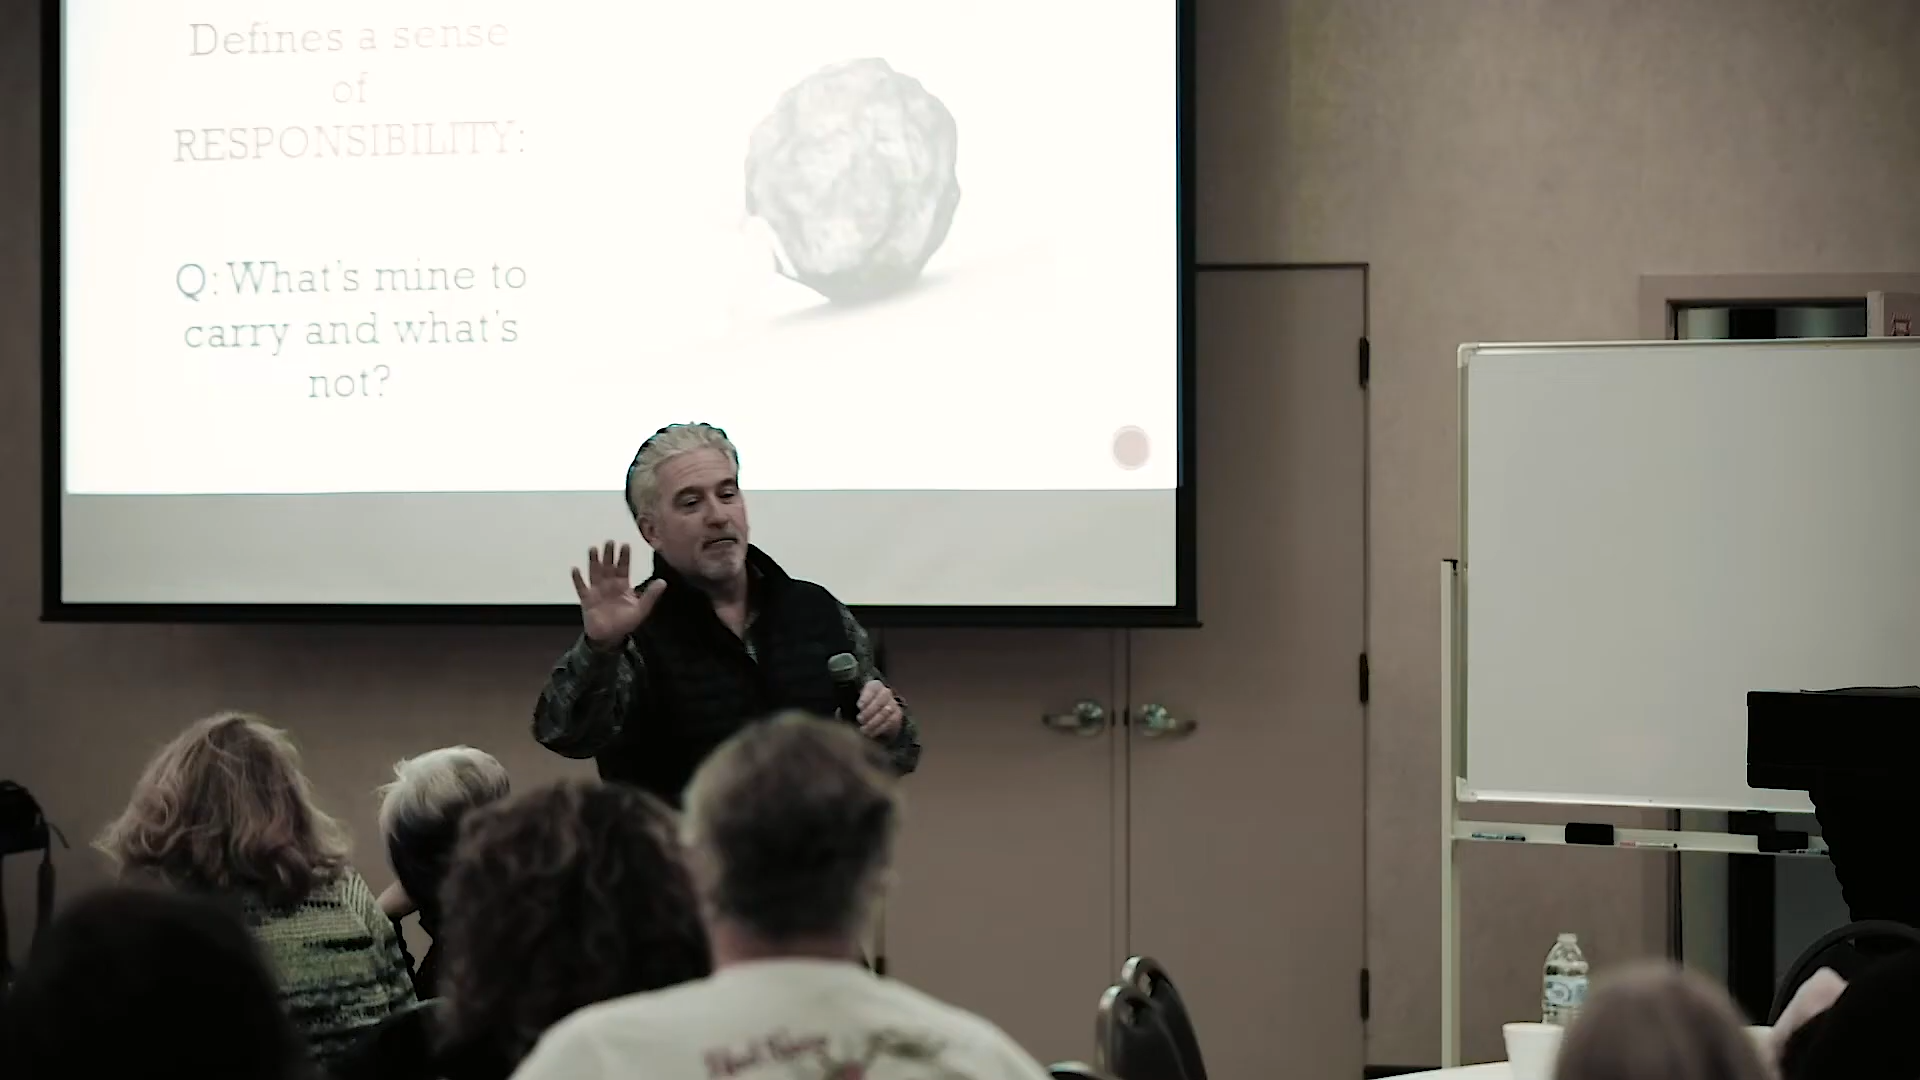 Defines a sense
of
RESPONSIBILITY:
Q: What's mine to
carry and what's
not?